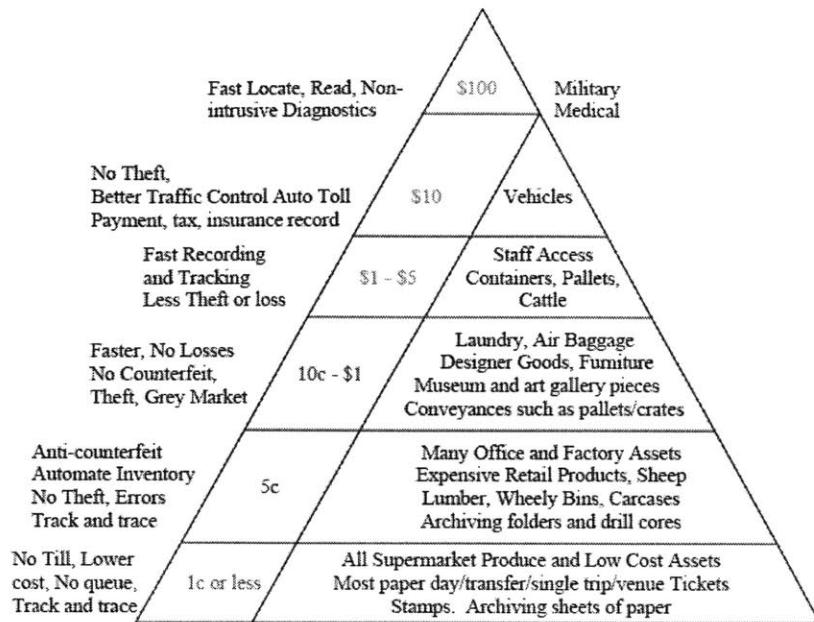 Fast Locate, Read, Non-
intrusive Diagnostics
$100
Military
Medical
No Theft,
Better Traffic Control Auto Toll
Payment, tax, insurance record
$10
Vehicles
Fast Recording
and Tracking
Less Theft or loss
$1 - $5
Staff Access
Containers, Pallets,
Cattle
Faster, No Losses
No Counterfeit,
Theft, Grey Market
10c - $1
Laundry, Air Baggage
Designer Goods, Furniture
Museum and art gallery pieces
Conveyances such as pallets/crates
Anti-counterfeit
Automate Inventory
No Theft, Errors
Track and trace
5c
Many Office and Factory Assets
Expensive Retail Products, Sheep
Lumber, Wheely Bins, Carcases
Archiving folders and drill cores
No Till, Lower
cost, No queue,
Track and trace
1c or less
All Supermarket Produce and Low Cost Assets
Most paper day/transfer/single trip/venue Tickets
Stamps. Archiving sheets of paper